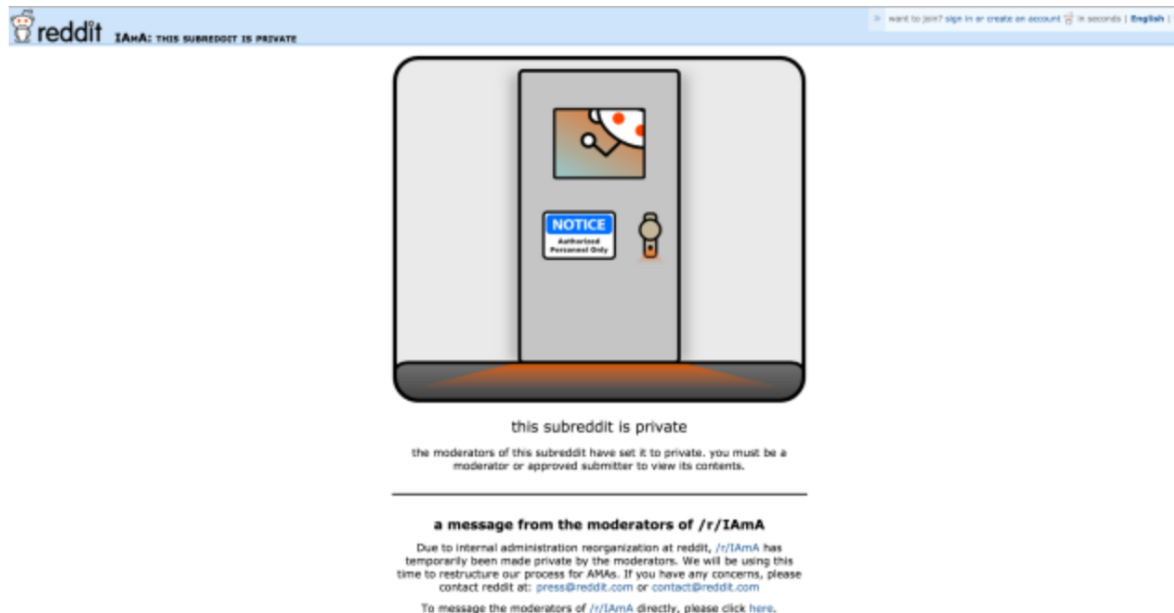 reddit IAMA: THIS SUBREDDIT IS PRIVATE
want to join? sign in or create an account in seconds | English |
NOTICE
Authorized
Personnel Only
this subreddit is private
the moderators of this subreddit have set it to private. you must be a
moderator or approved submitter to view its contents.
a message from the moderators of /r/IAmA
Due to internal administration reorganization at reddit, /r/IAmA has
temporarily been made private by the moderators. We will be using this
time to restructure our process for AMAs. If you have any concerns, please
contact reddit at: press@reddit.com or contact@reddit.com
To message the moderators of /r/IAmA directly, please click here.